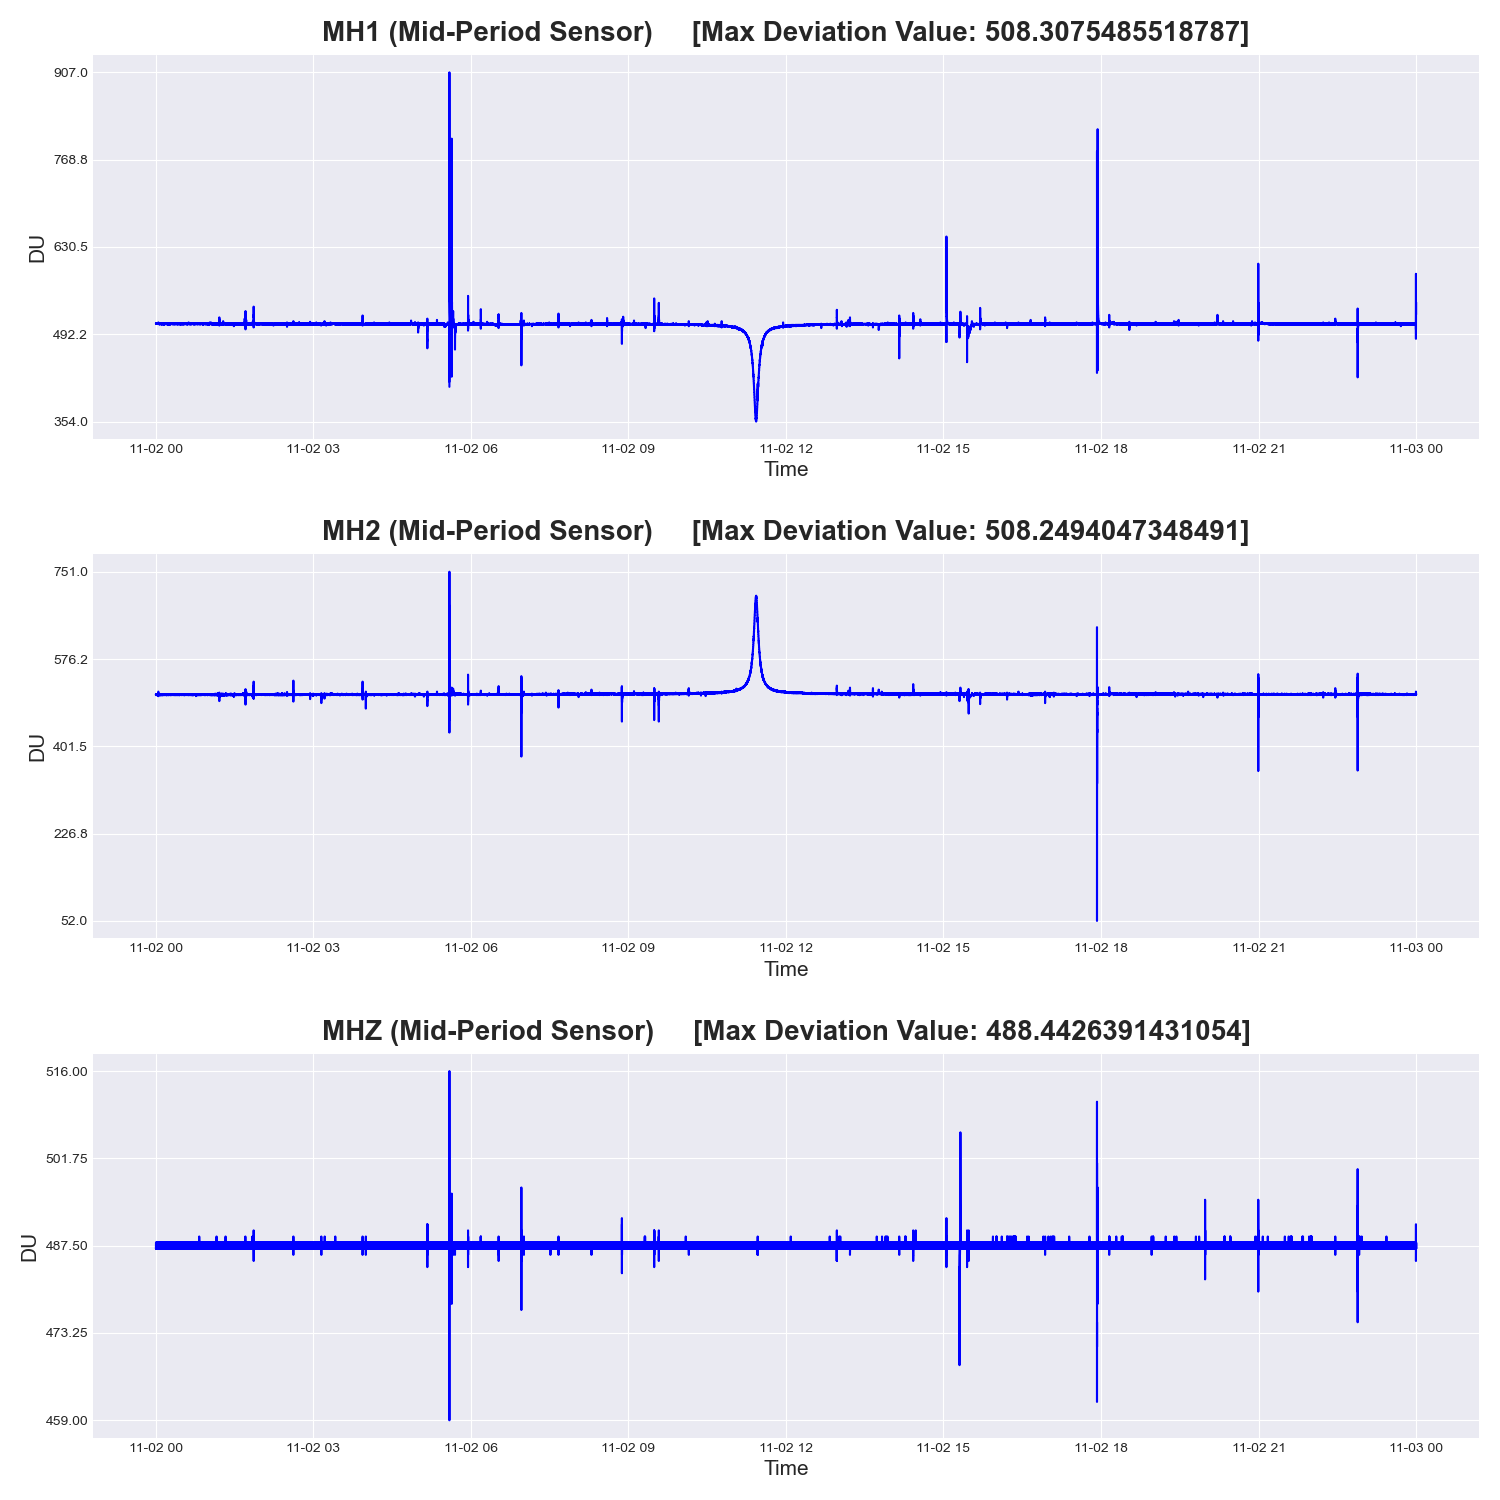 MH1 (Mid-Period Sensor) [Max Deviation Value: 508.3075485518787]
907.0
768.8
630.5
492.2
354.0
DU
11-02 00 11-02 03 11-02 06 11-02 09 11-02 12 11-02 15 11-02 18 11-02 21 11-03 00
Time
MH2 (Mid-Period Sensor) [Max Deviation Value: 508.2494047348491]
751.0
576.2
401.5
226.8
52.0
DU
11-02 00 11-02 03 11-02 06 11-02 09 11-02 12 11-02 15 11-02 18 11-02 21 11-03 00
Time
MHZ (Mid-Period Sensor) [Max Deviation Value: 488.4426391431054]
516.00
501.75
487.50
473.25
459.00
DU
11-02 00 11-02 03 11-02 06 11-02 09 11-02 12 11-02 15 11-02 18 11-02 21 11-03 00
Time